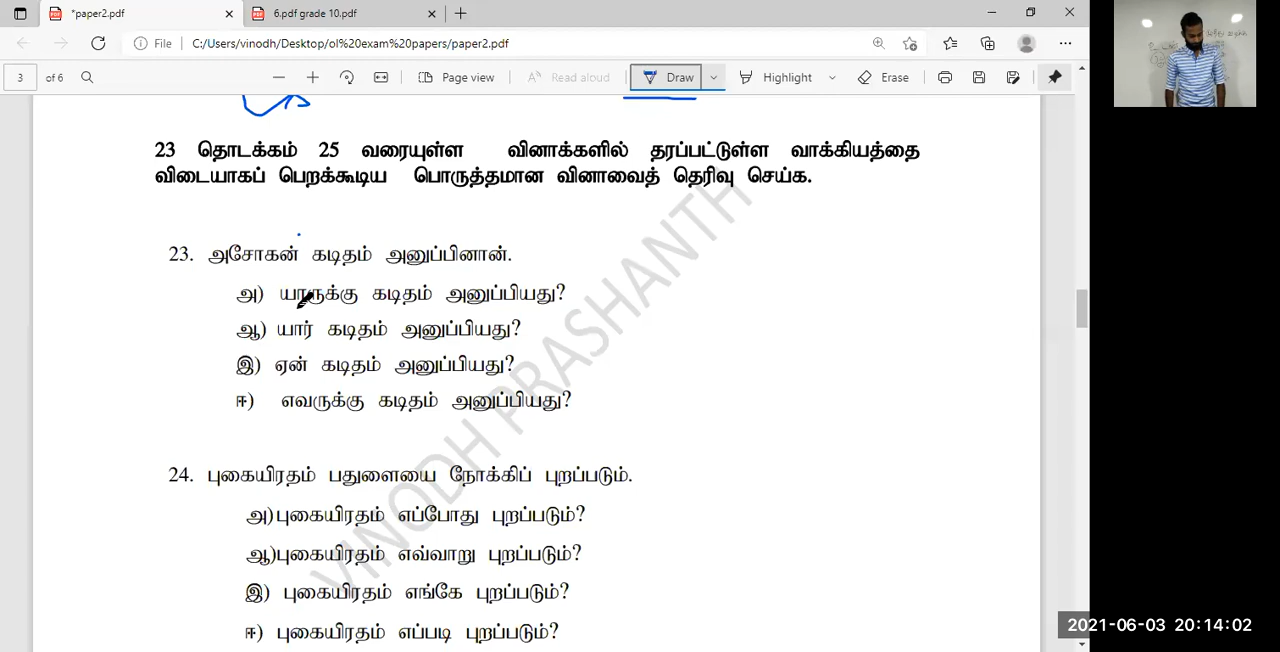 *paper2.pdf
6.pdf grade 10.pdf
File
C:/Users/vinodh/Desktop/ol%20exam%20papers/paper2.pdf
3 of 6
Page view
Read aloud
Draw
Highlight
Erase
23 தொடக்கம் 25 வரையுள்ள வினாக்களில் தரப்பட்டுள்ள வாக்கியத்தை
விடையாகப் பெறக்கூடிய பொருத்தமான வினாவைத் தெரிவு செய்க.
23. அசோகன் கடிதம் அனுப்பினான்.
அ) யாருக்கு கடிதம் அனுப்பியது?
ஆ) யார் கடிதம் அனுப்பியது?
இ) ஏன் கடிதம் அனுப்பியது?
ஈ) எவருக்கு கடிதம் அனுப்பியது?
24. புகையிரதம் பதுளையை நோக்கிப் புறப்படும்.
அ)புகையிரதம் எப்போது புறப்படும்?
ஆ)புகையிரதம் எவ்வாறு புறப்படும்?
இ) புகையிரதம் எங்கே புறப்படும்?
ஈ) புகையிரதம் எப்படி புறப்படும்?
VINODH PRASHANTH
2021-06-03 20:14:02